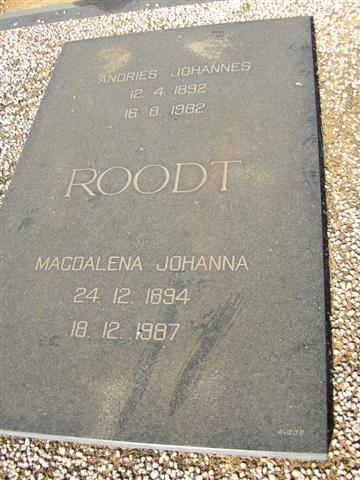 ANDRIES JOHANNES
12. 4. 1892
16. 8. 1982
ROODT
MAGDALENA JOHANNA
24. 12. 1894
18. 12. 1987